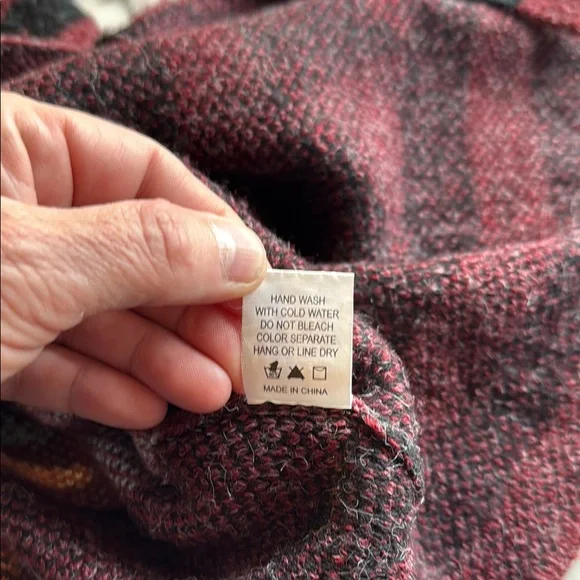 HAND WASH
WITH COLD WATER
DO NOT BLEACH
COLOR SEPARATE
HANG OR LINE DRY
MADE IN CHINA